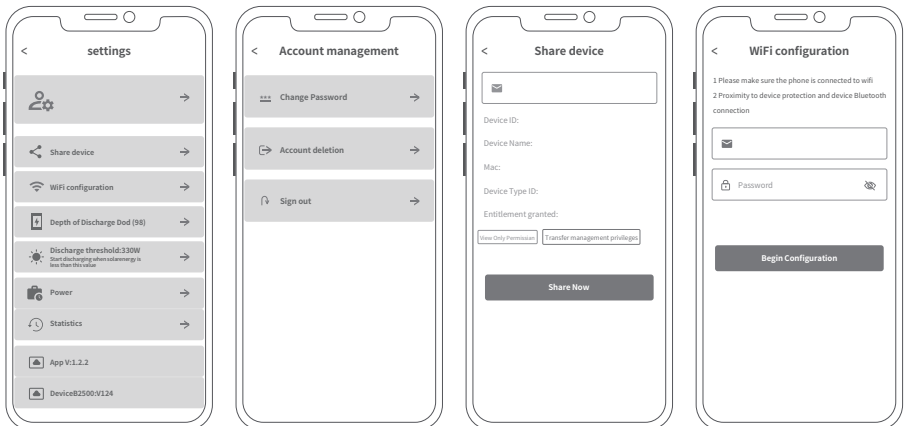 < settings
Share device
WiFi configuration
Depth of Discharge Dod (98)
Discharge threshold:330W
Start discharging when solarenergy is
less than this value
Power
Statistics
App V:1.2.2
DeviceB2500:V124
< Account management
Change Password
Account deletion
Sign out
< Share device
Device ID:
Device Name:
Mac:
Device Type ID:
Entitlement granted:
View Only Permission Transfer management privileges
Share Now
< WiFi configuration
1 Please make sure the phone is connected to wifi
2 Proximity to device protection and device Bluetooth
connection
Password
Begin Configuration